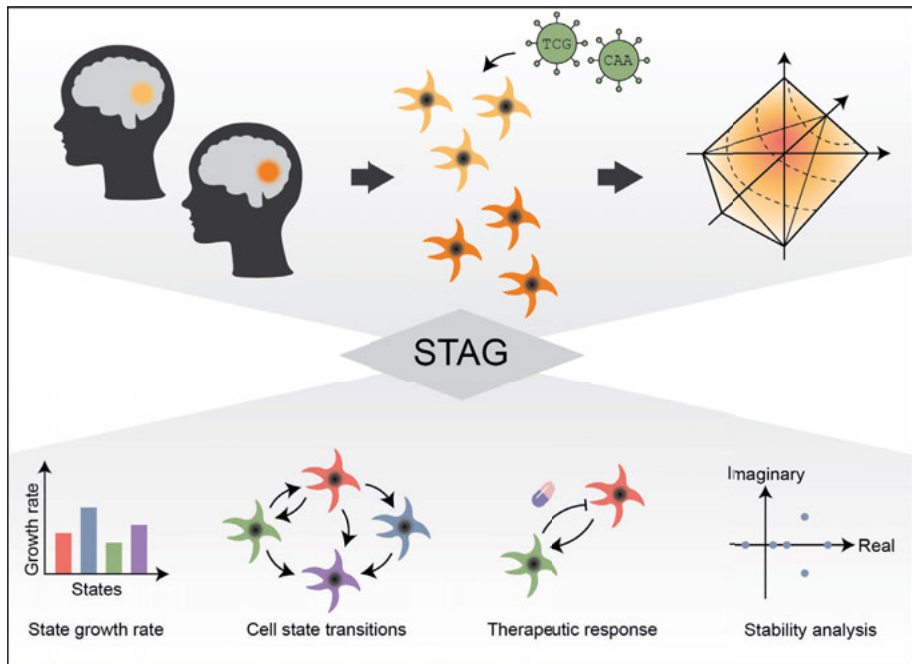 TCG
CAA
STAG
Growth rate
States
State growth rate
Cell state transitions
Therapeutic response
Imaginary
Real
Stability analysis